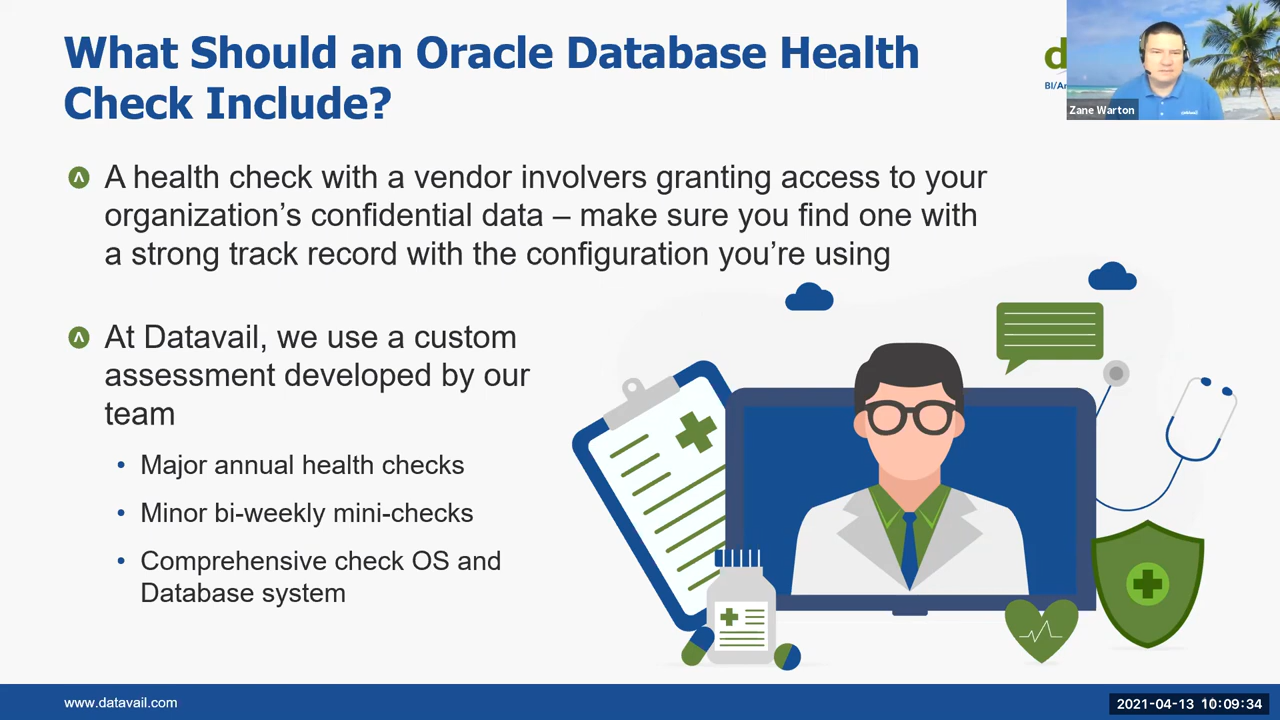 What Should an Oracle Database Health
Check Include?
BI/A
Zane Warton
A health check with a vendor involvers granting access to your
organization’s confidential data – make sure you find one with
a strong track record with the configuration you’re using
At Datavail, we use a custom
assessment developed by our
team
• Major annual health checks
• Minor bi-weekly mini-checks
• Comprehensive check OS and
Database system
www.datavail.com
2021-04-13 10:09:34